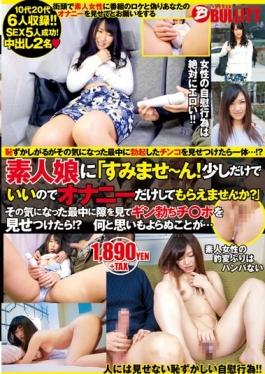 街頭で素人女性に番組のロケと偽りあなたの
オナニーを見せてとお願いをする
BULLITT
10代20代
6人収録!!
SEX5人成功!
中出し2名♥
女性の自慰行為は
絶対にエロい!!
恥ずかしがるがその気になった最中に勃起したチンコを見せつけたら一体…!?
素人娘に「すみませ~ん!少しだけで
いいのでオナニーだけしてもらえませんか?」
その気になった最中に隙を見てギン勃ちチ〇ポを
見せつけたら!? 何と思いもよらぬことが…
1,890YEN
+TAX
素人女性の
豹変ぶりは
ハンパない
人には見せない恥ずかしい自慰行為!!